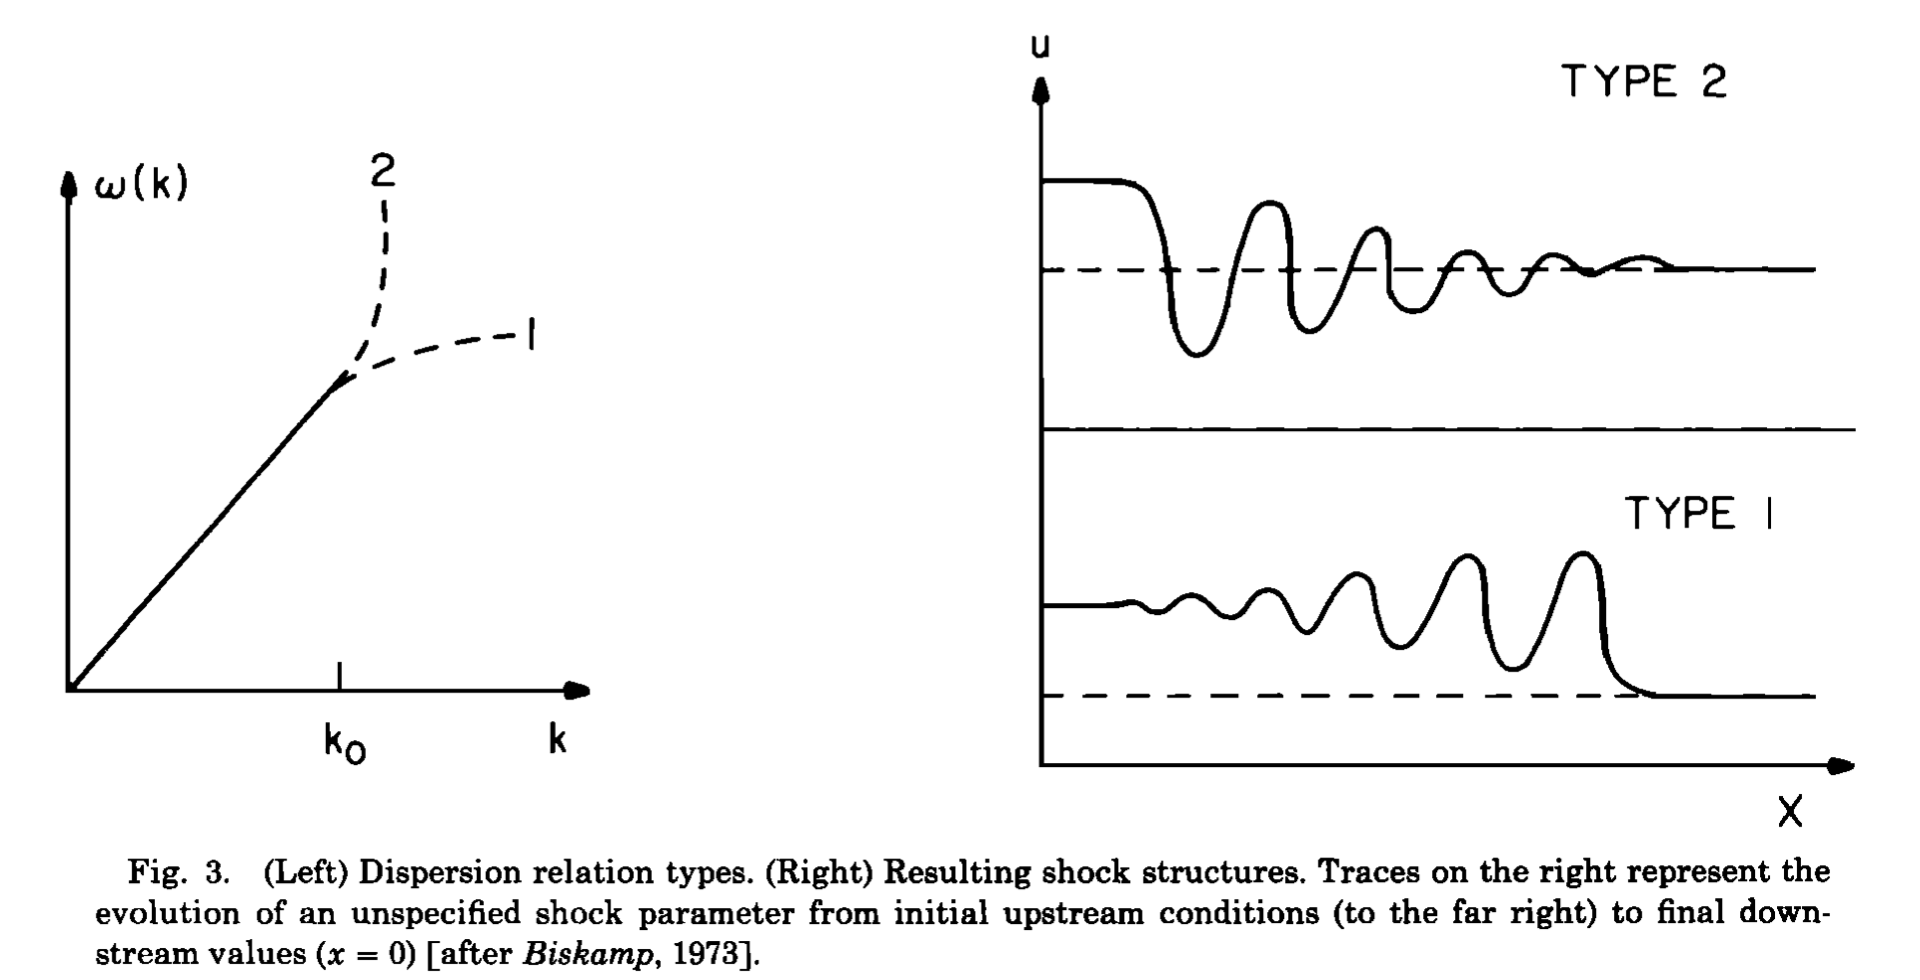 u
TYPE 2
ω(k)
2
1
TYPE 1
k₀
k
X
Fig. 3. (Left) Dispersion relation types. (Right) Resulting shock structures. Traces on the right represent the
evolution of an unspecified shock parameter from initial upstream conditions (to the far right) to final down-
stream values (x = 0) [after Biskamp, 1973].